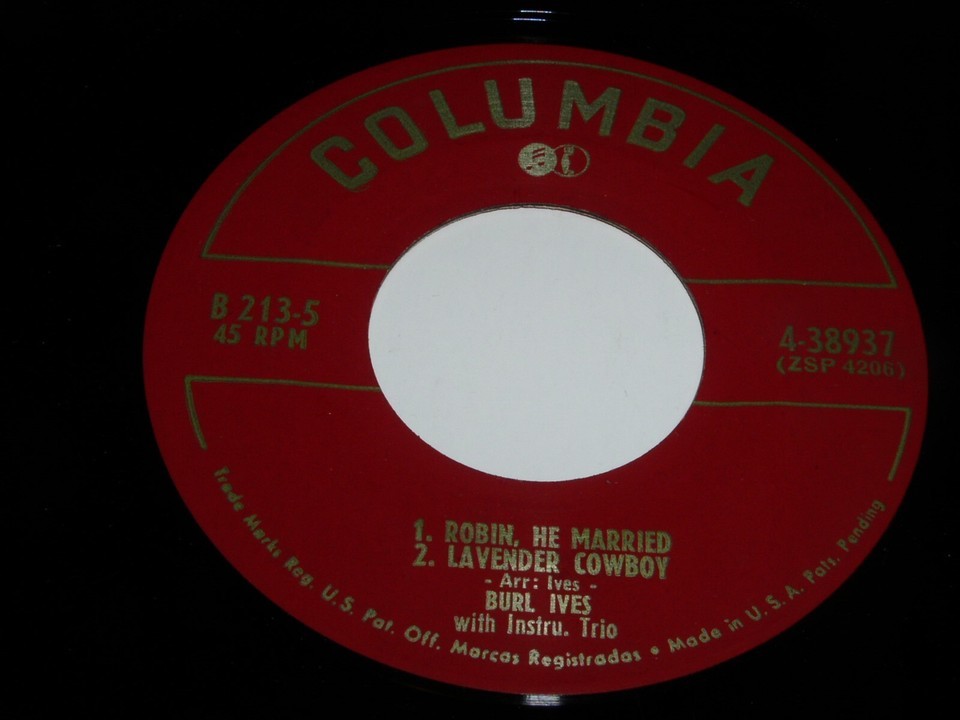 COLUMBIA
B 213-5
45 RPM
4-38937
(ZSP 4206)
1. ROBIN, HE MARRIED
2. LAVENDER COWBOY
- Arr: Ives -
BURL IVES
with Instru. Trio
Trade Marks Reg. U.S. Pat. Off. Marcas Registradas • Made in U.S.A. Pats. Pending